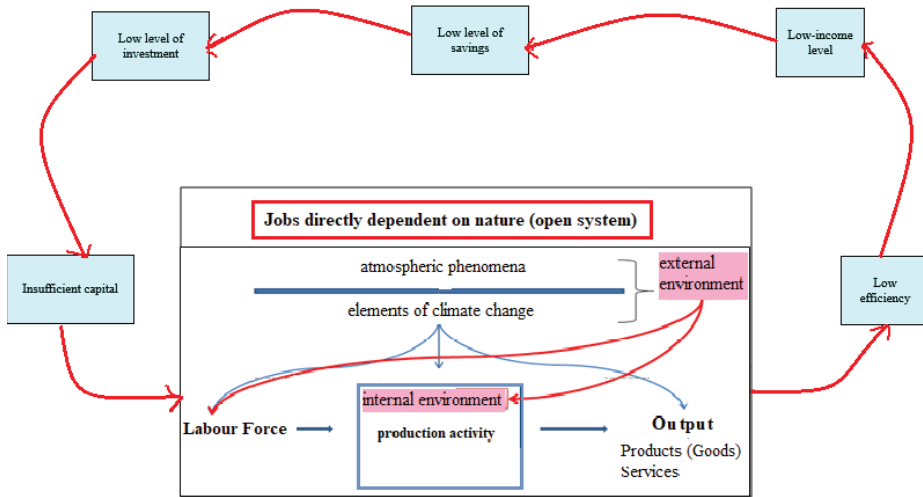 Low level of
investment
Low level of
savings
Low-income
level
Jobs directly dependent on nature (open system)
atmospheric phenomena
external
environment
elements of climate change
Insufficient capital
Low
efficiency
internal environment
Labour Force
production activity
Output
Products (Goods)
Services